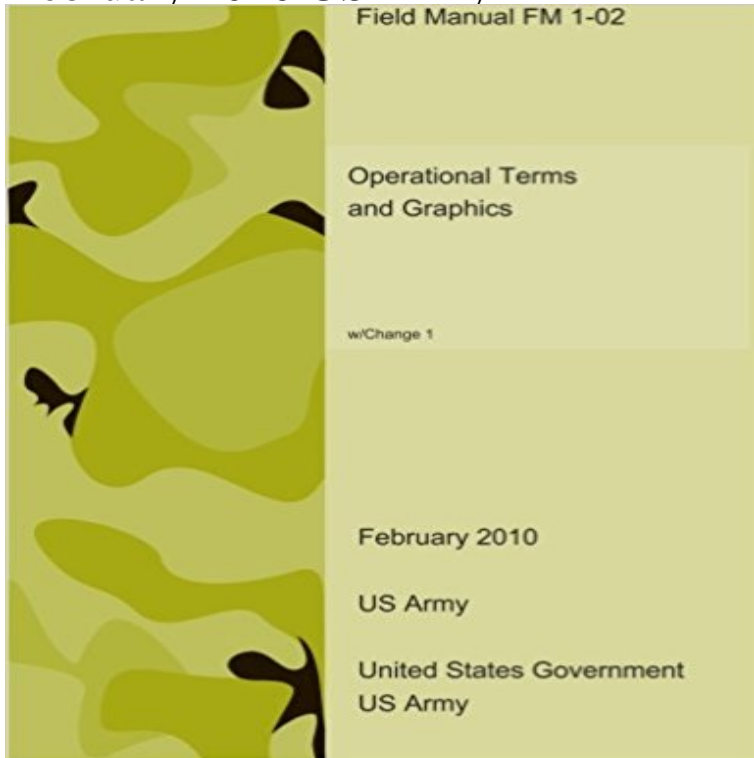 Field Manual FM 1-02
Operational Terms
and Graphics
w/Change 1
February 2010
US Army
United States Government
US Army